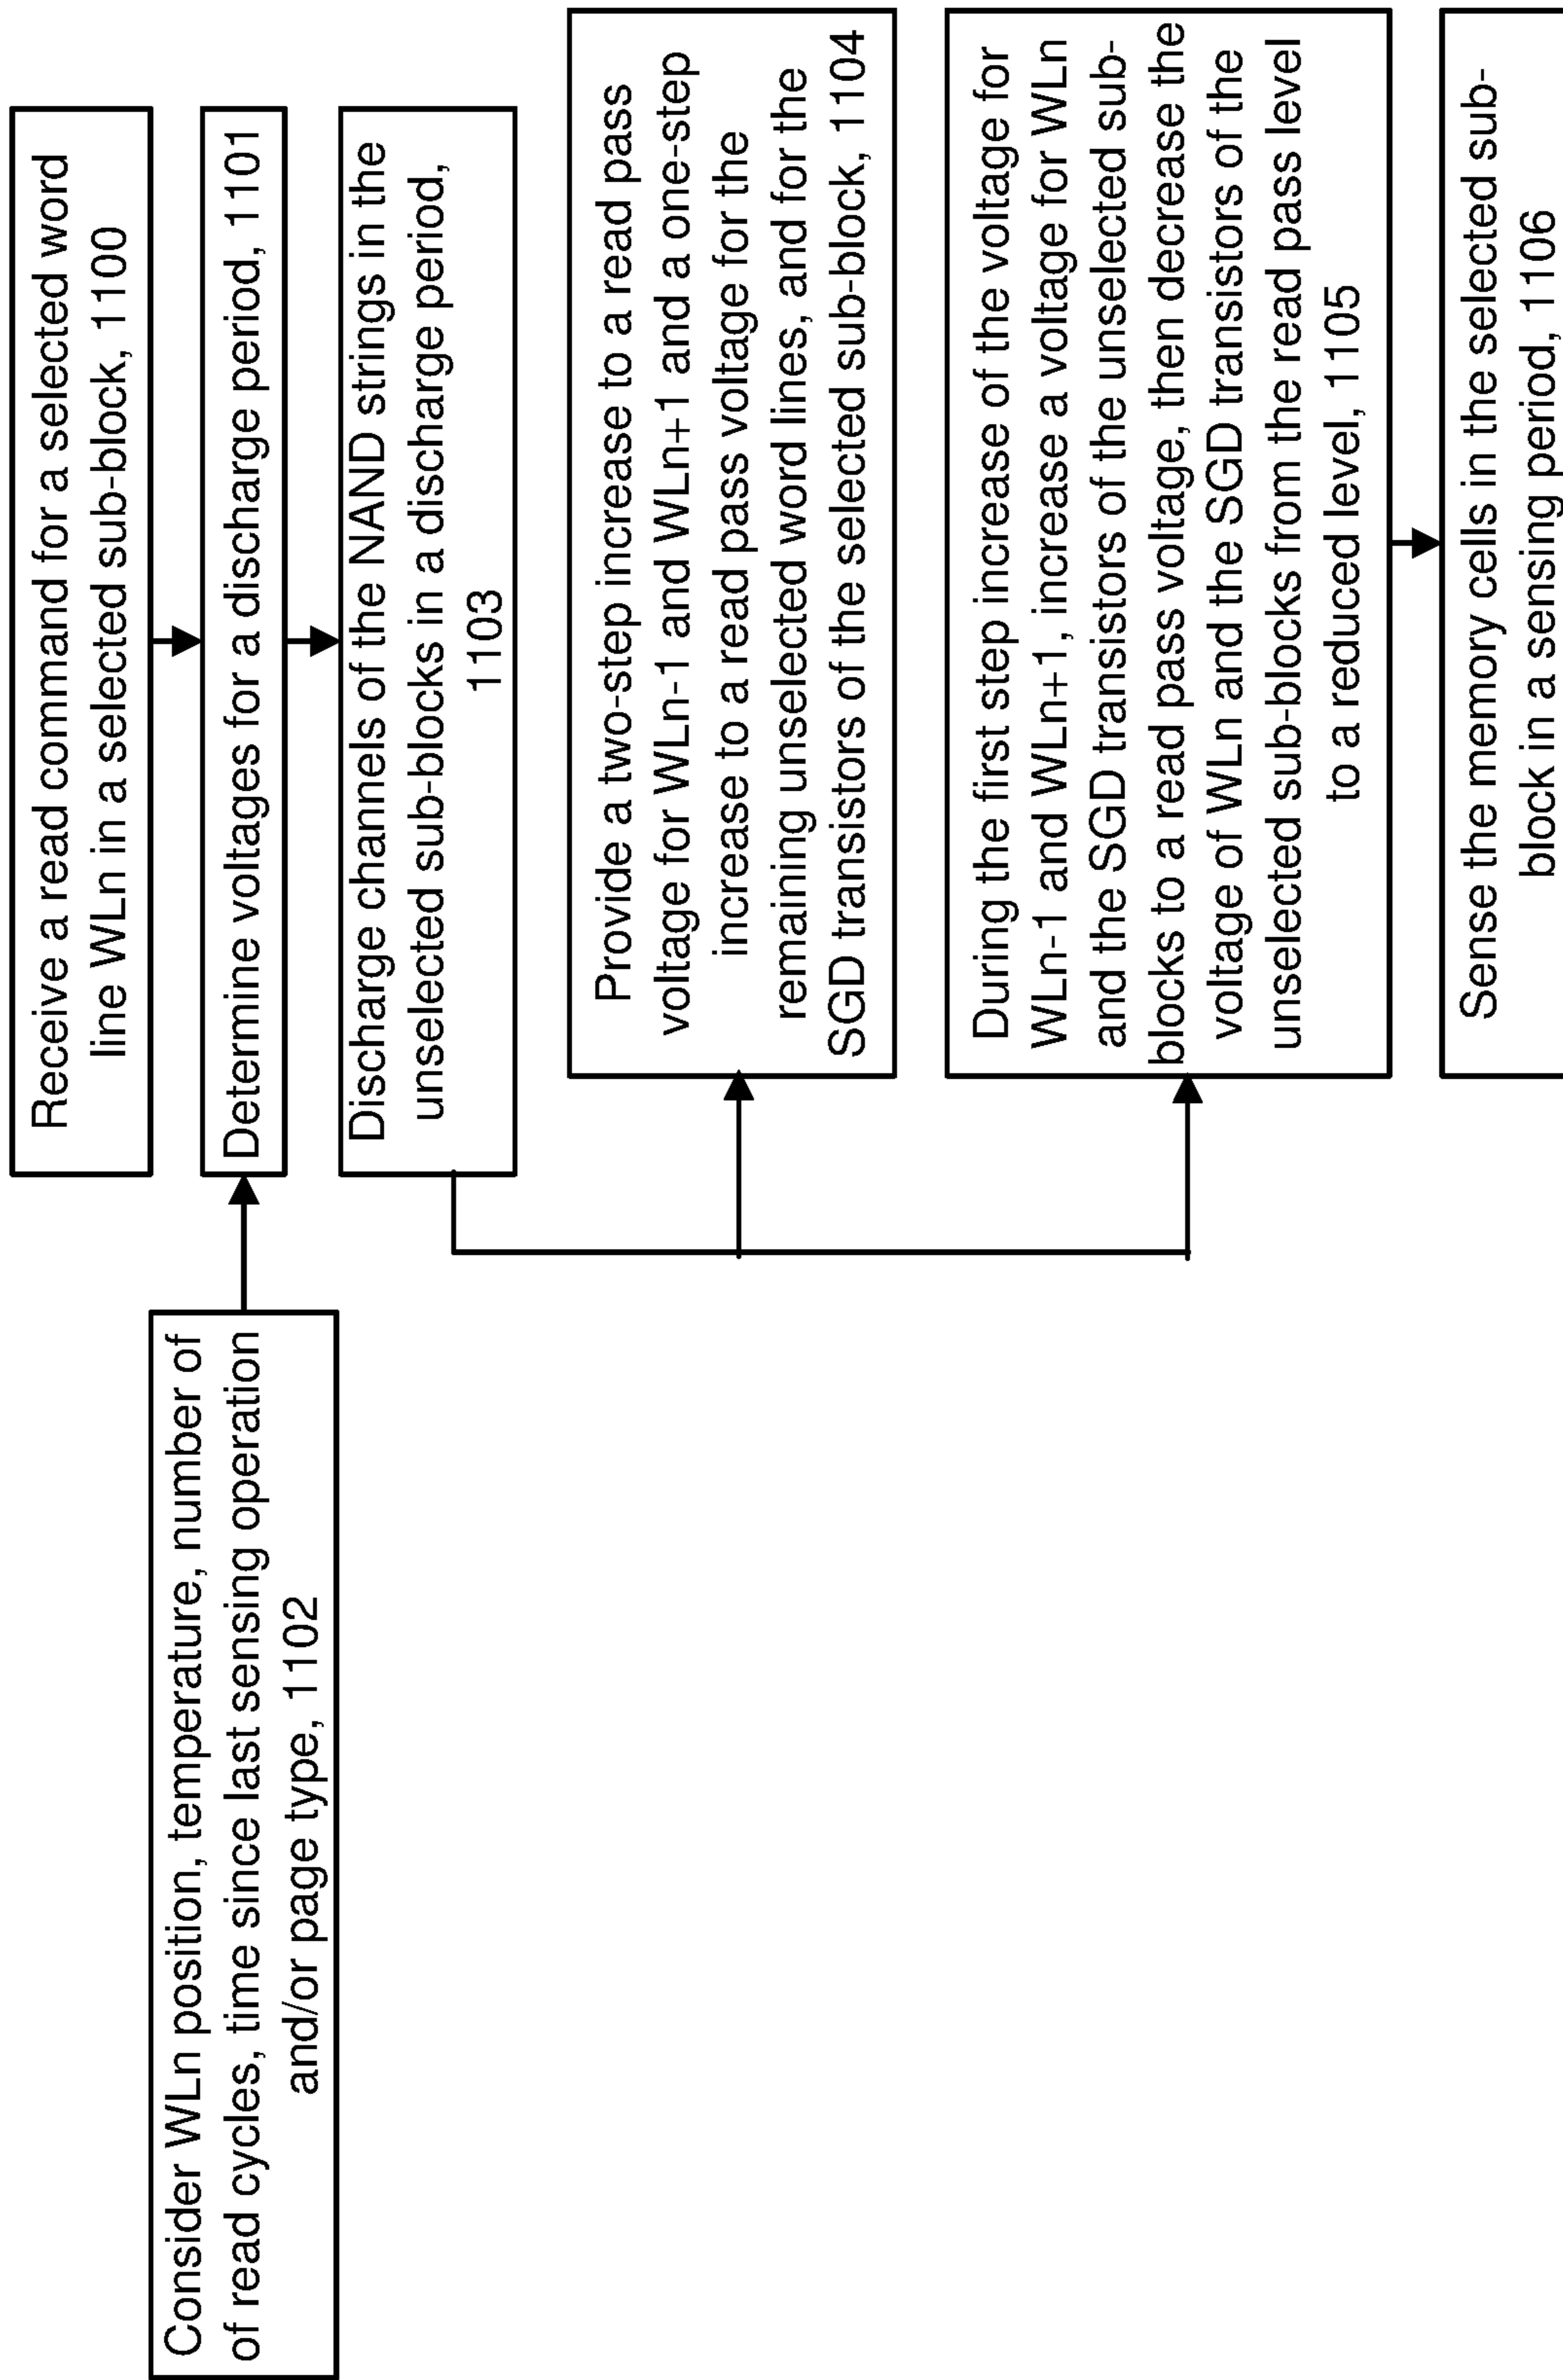 Receive a read command for a selected word
line WLn in a selected sub-block, 1100
Determine voltages for a discharge period, 1101
Consider WLn position, temperature, number of
of read cycles, time since last sensing operation
and/or page type, 1102
Discharge channels of the NAND strings in the
unselected sub-blocks in a discharge period,
1103
Provide a two-step increase to a read pass
voltage for WLn-1 and WLn+1 and a one-step
increase to a read pass voltage for the
remaining unselected word lines, and for the
SGD transistors of the selected sub-block, 1104
During the first step increase of the voltage for
WLn-1 and WLn+1, increase a voltage for WLn
and the SGD transistors of the unselected sub-
blocks to a read pass voltage, then decrease the
voltage of WLn and the SGD transistors of the
unselected sub-blocks from the read pass level
to a reduced level, 1105
Sense the memory cells in the selected sub-
block in a sensing period, 1106